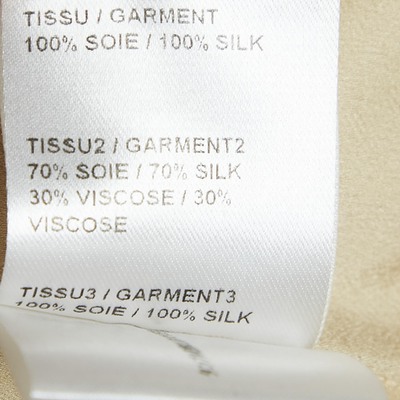 TISSU / GARMENT
100% SOIE / 100% SILK
TISSU2 / GARMENT2
70% SOIE / 70% SILK
30% VISCOSE / 30%
VISCOSE
TISSU3 / GARMENT3
100% SOIE / 100% SILK